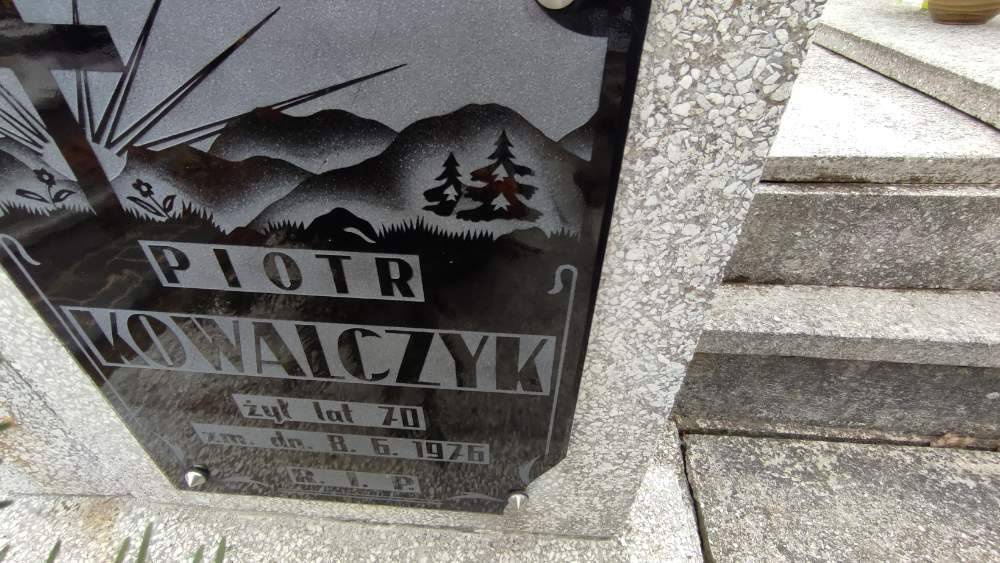 PIOTR
KOWALCZYK
żył lat 70
zm. dn. 8. 6. 1976
R. I. P.